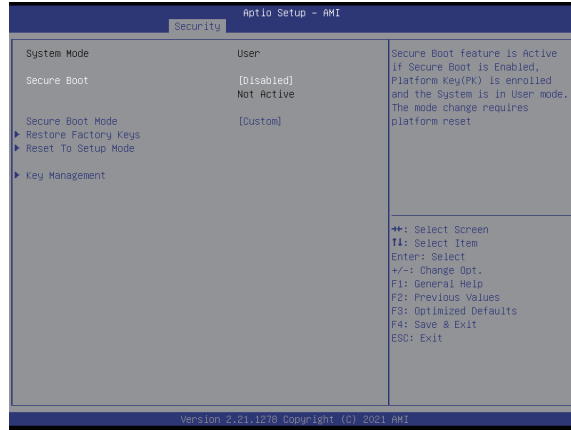 Aptio Setup - AMI
Security
System Mode User
Secure Boot [Disabled]
Not Active
Secure Boot Mode [Custom]
Restore Factory Keys
Reset To Setup Mode
Key Management
Secure Boot feature is Active
if Secure Boot is Enabled,
Platform Key(PK) is enrolled
and the System is in User mode.
The mode change requires
platform reset
→←: Select Screen
↑↓: Select Item
Enter: Select
+/-: Change Opt.
F1: General Help
F2: Previous Values
F3: Optimized Defaults
F4: Save & Exit
ESC: Exit
Version 2.21.1278 Copyright (C) 2021 AMI